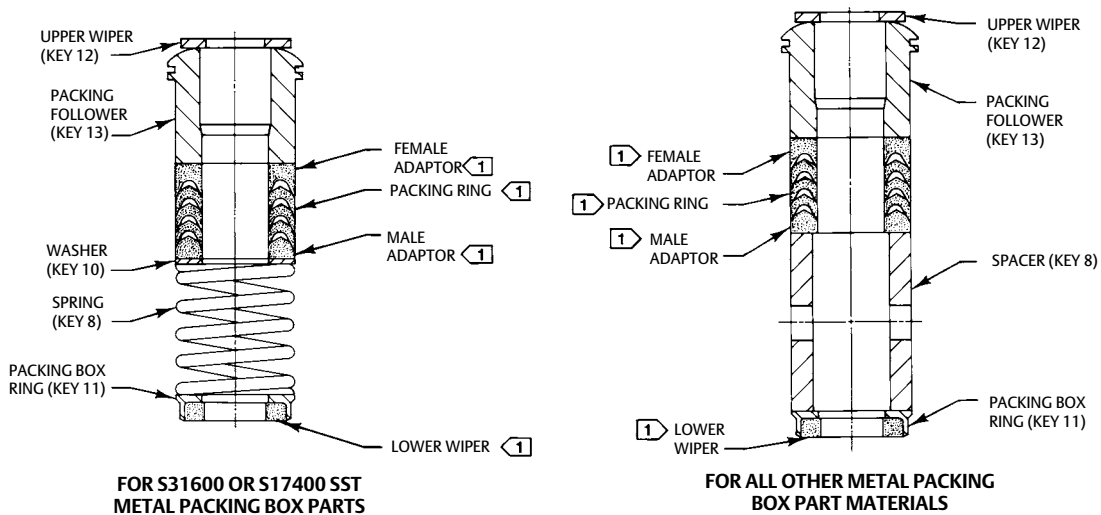 UPPER WIPER
(KEY 12)
PACKING
FOLLOWER
(KEY 13)
FEMALE
ADAPTOR 1
PACKING RING 1
MALE
ADAPTOR 1
WASHER
(KEY 10)
SPRING
(KEY 8)
PACKING BOX
RING (KEY 11)
LOWER WIPER 1
FOR S31600 OR S17400 SST
METAL PACKING BOX PARTS
UPPER WIPER
(KEY 12)
PACKING
FOLLOWER
(KEY 13)
1 FEMALE
ADAPTOR
1 PACKING RING
1 MALE
ADAPTOR
SPACER (KEY 8)
PACKING BOX
RING (KEY 11)
1 LOWER
WIPER
FOR ALL OTHER METAL PACKING
BOX PART MATERIALS